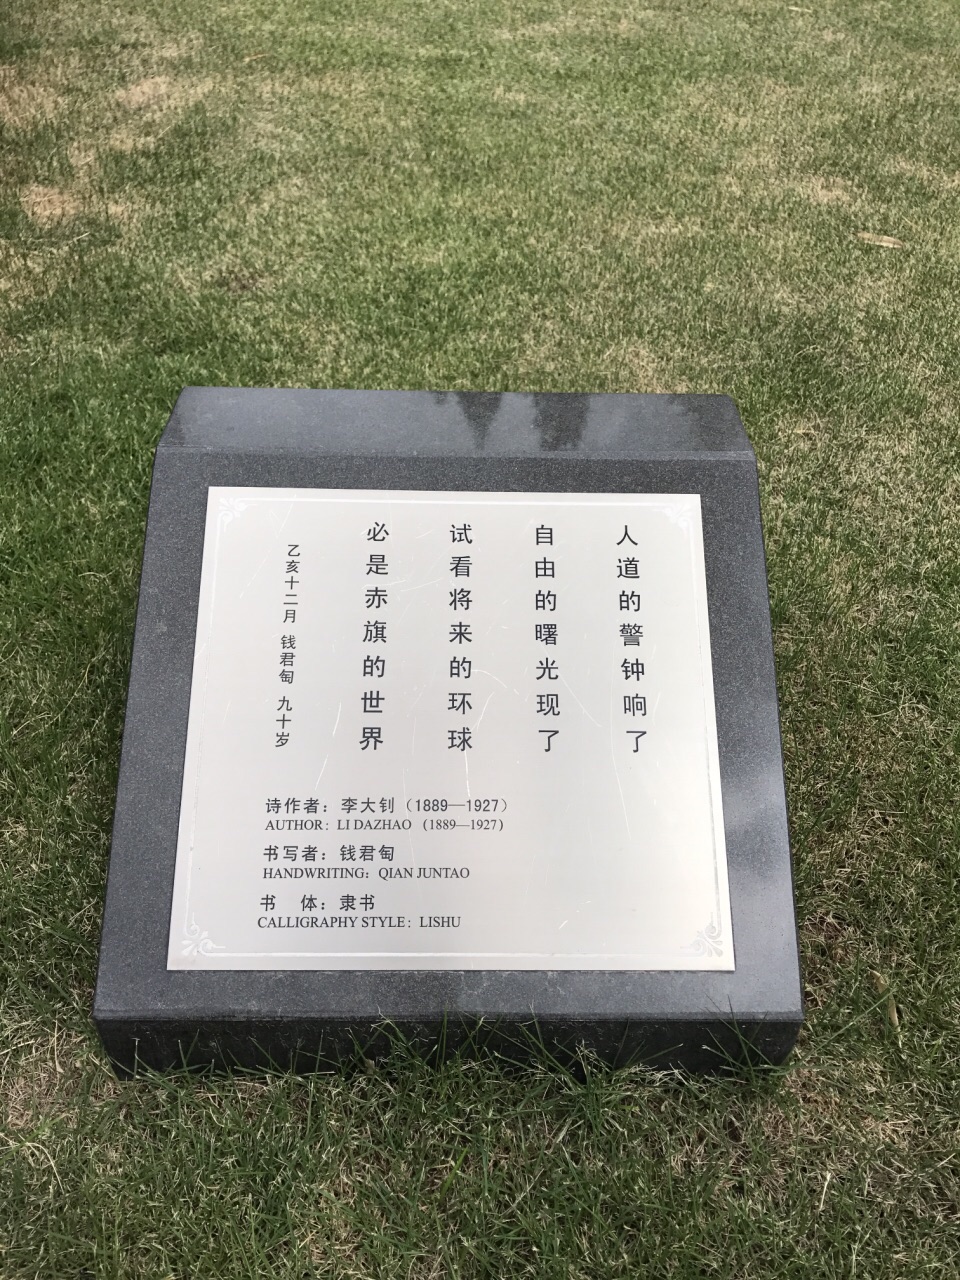 人道的警钟响了
自由的曙光现了
试看将来的环球
必是赤旗的世界
乙亥十二月 钱君匋 九十岁
诗作者：李大钊（1889—1927）
AUTHOR: LI DAZHAO (1889—1927)
书写者：钱君匋
HANDWRITING: QIAN JUNTAO
书 体：隶书
CALLIGRAPHY STYLE: LISHU